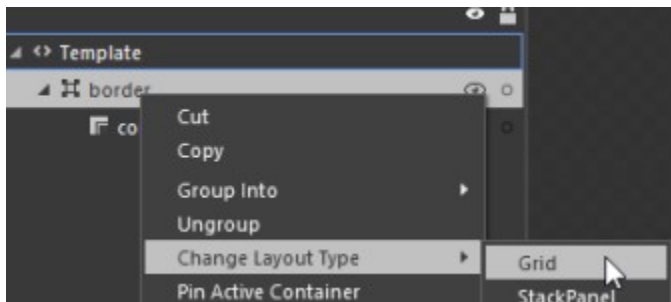 Template
border
co
Cut
Copy
Group Into
Ungroup
Change Layout Type
Grid
Pin Active Container
StackPanel